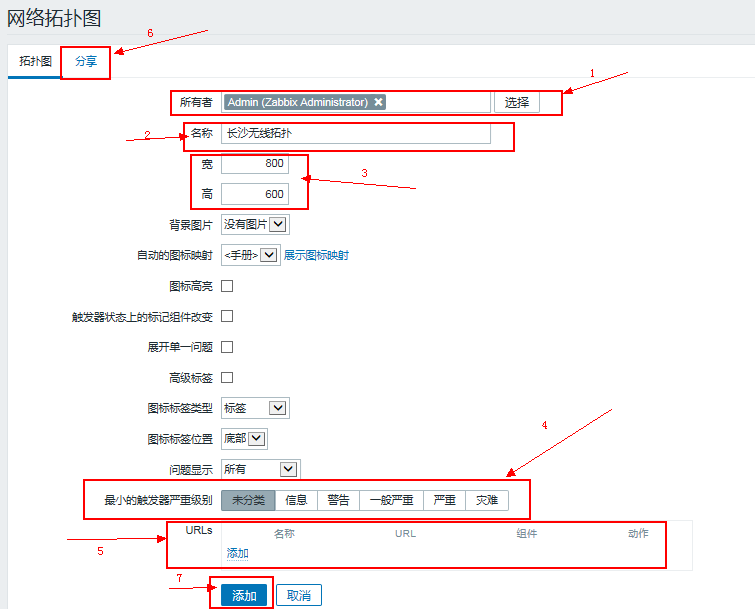 网络拓扑图
6
拓扑图 分享
1
所有者 Admin (Zabbix Administrator) ✖ 选择
2 名称 长沙无线拓扑
宽 800
3
高 600
背景图片 没有图片
自动的图标映射 <手册> 展示图标映射
图标高亮
触发器状态上的标记组件改变
展开单一问题
高级标签
图标标签类型 标签
4
图标标签位置 底部
问题显示 所有
最小的触发器严重级别 未分类 信息 警告 一般严重 严重 灾难
URLs 名称 URL 组件 动作
5 添加
7
添加 取消